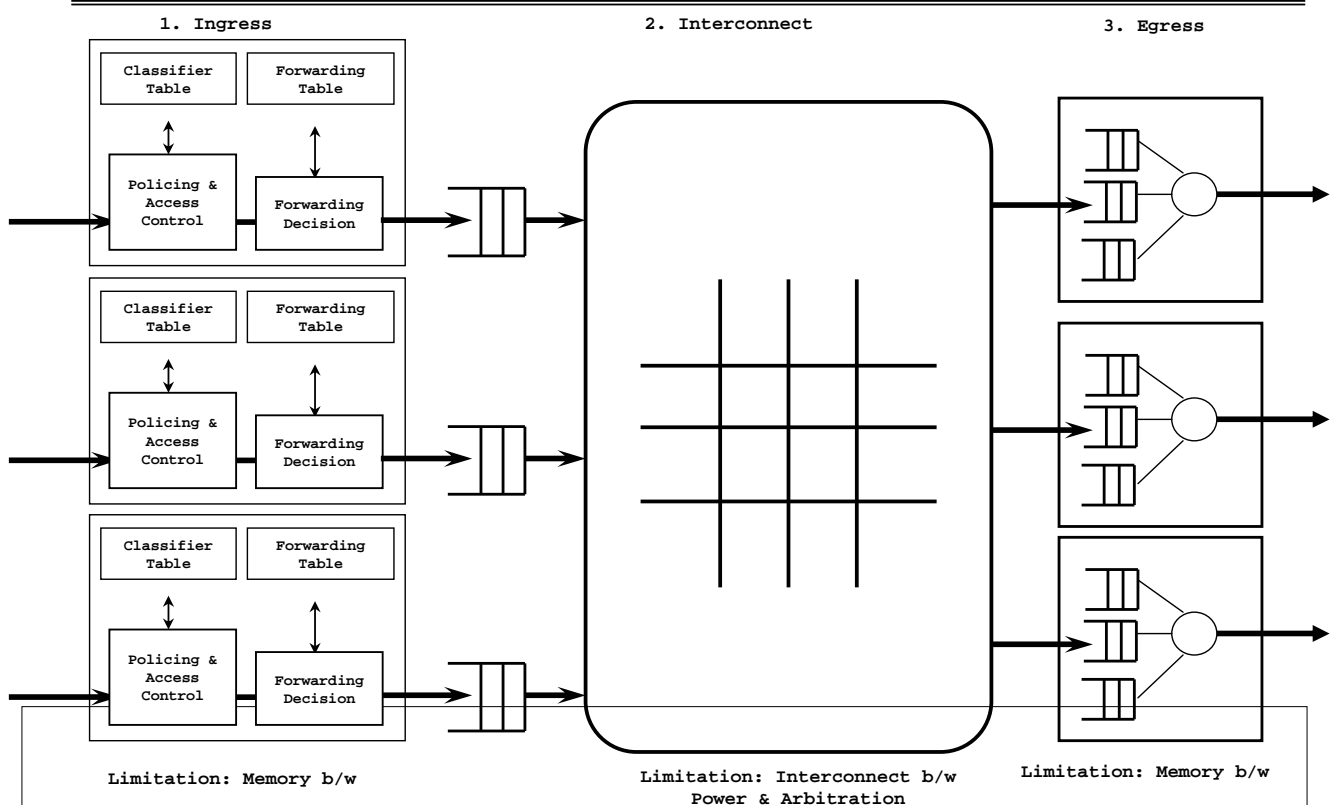 1. Ingress
2. Interconnect
3. Egress
Classifier
Table
Forwarding
Table
Policing &
Access
Control
Forwarding
Decision
Classifier
Table
Forwarding
Table
Policing &
Access
Control
Forwarding
Decision
Classifier
Table
Forwarding
Table
Policing &
Access
Control
Forwarding
Decision
Limitation: Memory b/w
Limitation: Interconnect b/w
Power & Arbitration
Limitation: Memory b/w